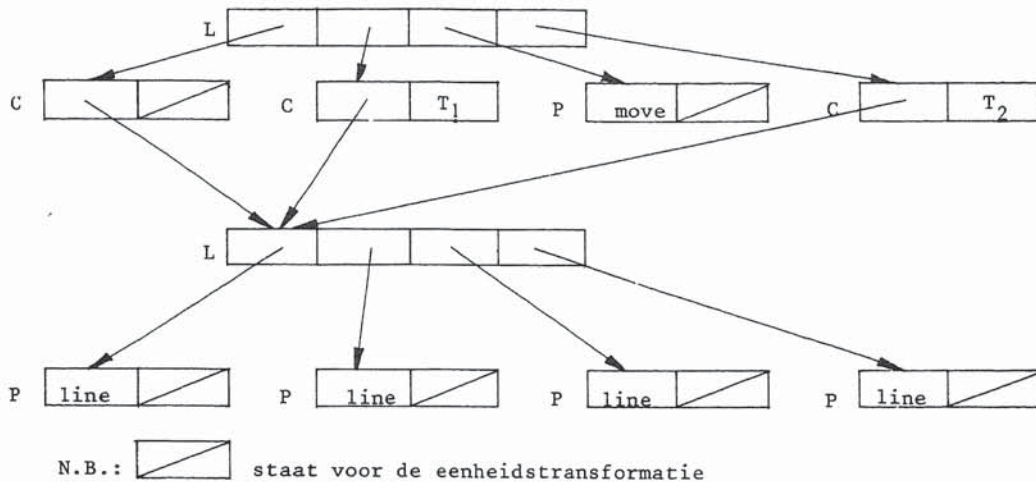 L
C C T1 P move C T2
L
P line P line P line P line
N.B.: staat voor de eenheidstransformatie